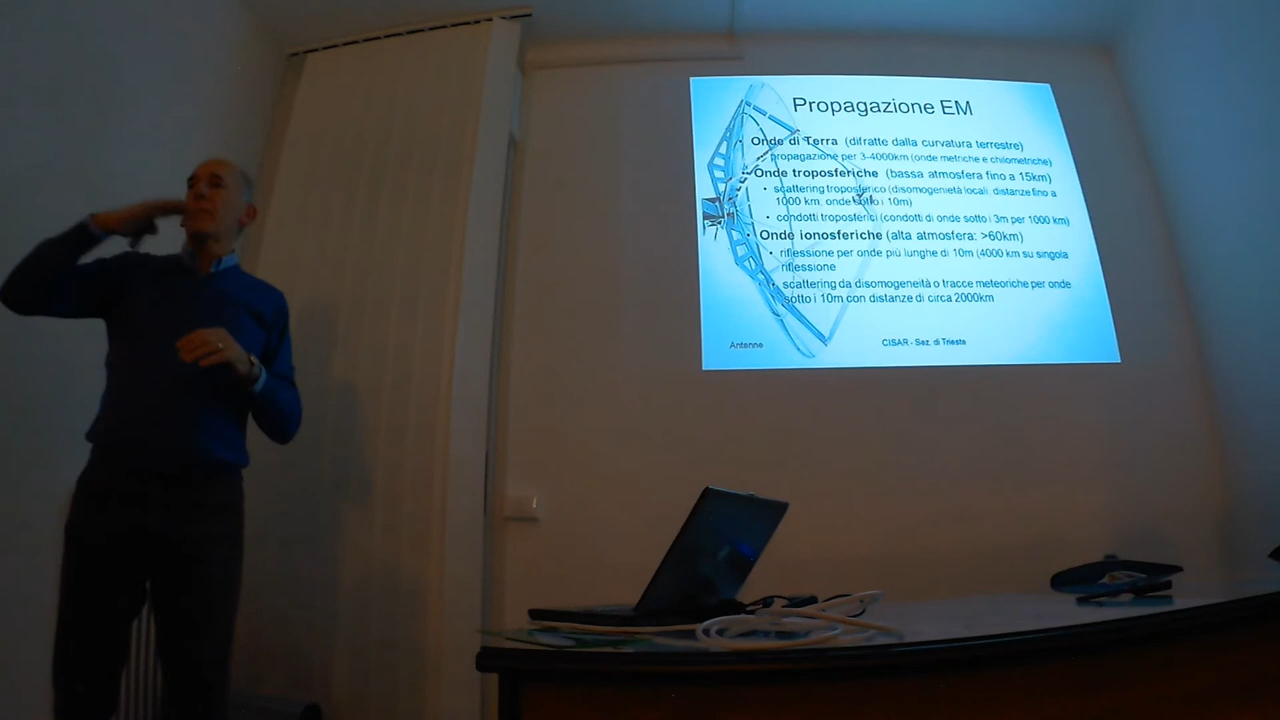 Propagazione EM
Onde di Terra (difratte dalla curvatura terrestre)
propagazione per 3-4000km (onde metriche e chilometriche)
Onde troposferiche (bassa atmosfera fino a 15km)
• scattering troposferico (disomogenietà locali: distanze fino a
1000 km, onde sotto i 10m)
• condotti troposferici (condotti di onde sotto i 3m per 1000 km)
• Onde ionosferiche (alta atmosfera: >60km)
• riflessione per onde più lunghe di 10m (4000 km su singola
riflessione
• scattering da disomogeneità o tracce meteoriche per onde
sotto i 10m con distanze di circa 2000km
Antenne
CISAR - Sez. di Trieste